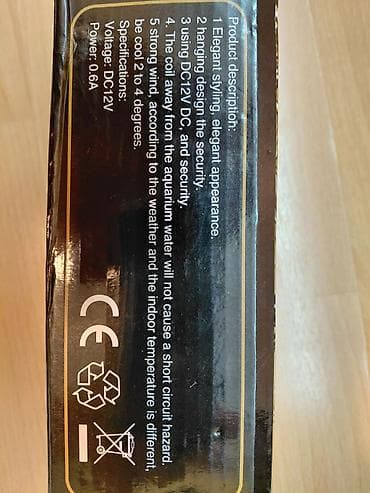 Product description:
1 Elegant styling, elegant appearance.
2 hanging design the security.
3 using DC12V DC, and security.
4. The coil away from the aquarium water will not cause a short circuit hazard.
5 strong wind, according to the weather and the indoor temperature is different,
be cool 2 to 4 degrees.
Specifications:
Voltage: DC12V
Power: 0.6A
CE